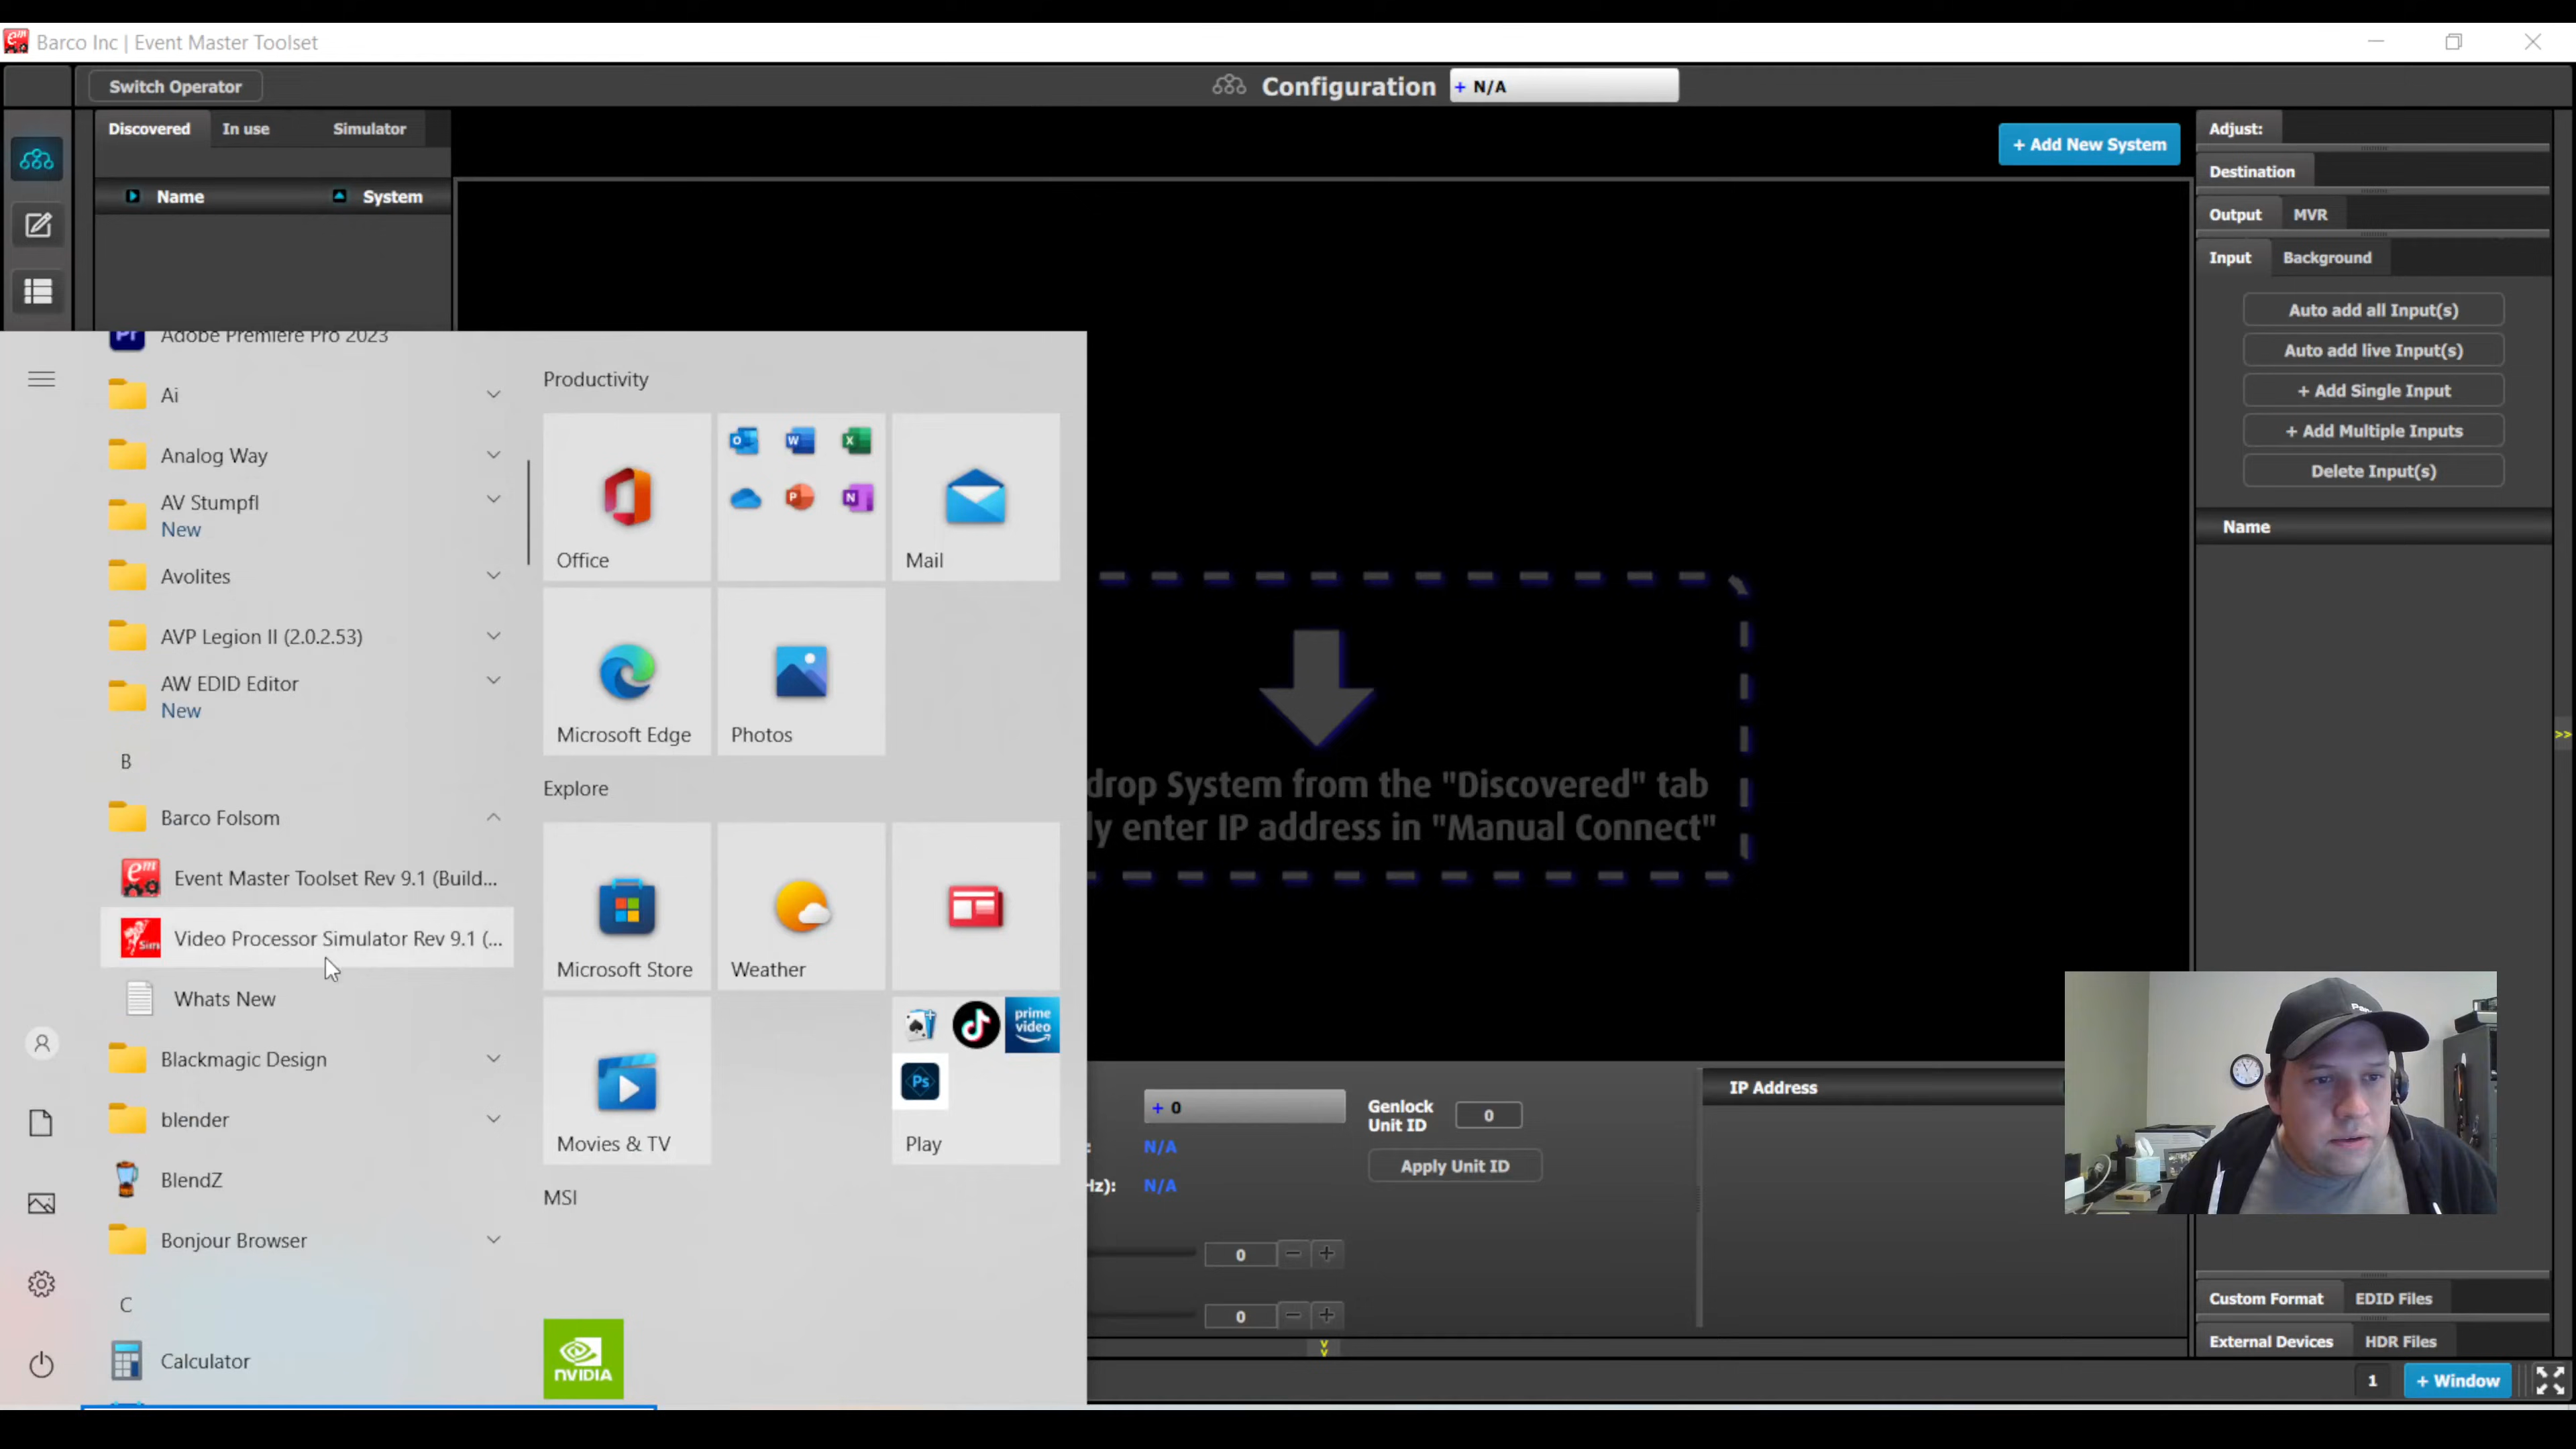 Barco Inc | Event Master Toolset
Switch Operator
Configuration
+ N/A
Discovered
In use
Simulator
+ Add New System
Adjust:
Destination
Name
System
Output
MVR
Input
Background
Auto add all Input(s)
Auto add live Input(s)
+ Add Single Input
+ Add Multiple Inputs
Delete Input(s)
Name
Adobe Premiere Pro 2023
Ai
Analog Way
AV Stumpfl
New
Avolites
AVP Legion II (2.0.2.53)
AW EDID Editor
New
B
Barco Folsom
Event Master Toolset Rev 9.1 (Build...
Video Processor Simulator Rev 9.1 (...
Whats New
Blackmagic Design
blender
BlendZ
Bonjour Browser
C
Calculator
Productivity
Office
Mail
Microsoft Edge
Photos
Explore
Microsoft Store
Weather
Movies & TV
prime
video
Ps
Play
MSI
NVIDIA
drop System from the "Discovered" tab
ly enter IP address in "Manual Connect"
+ 0
Genlock
Unit ID
0
: N/A
Apply Unit ID
Hz): N/A
0
0
IP Address
Custom Format
EDID Files
External Devices
HDR Files
1
+ Window